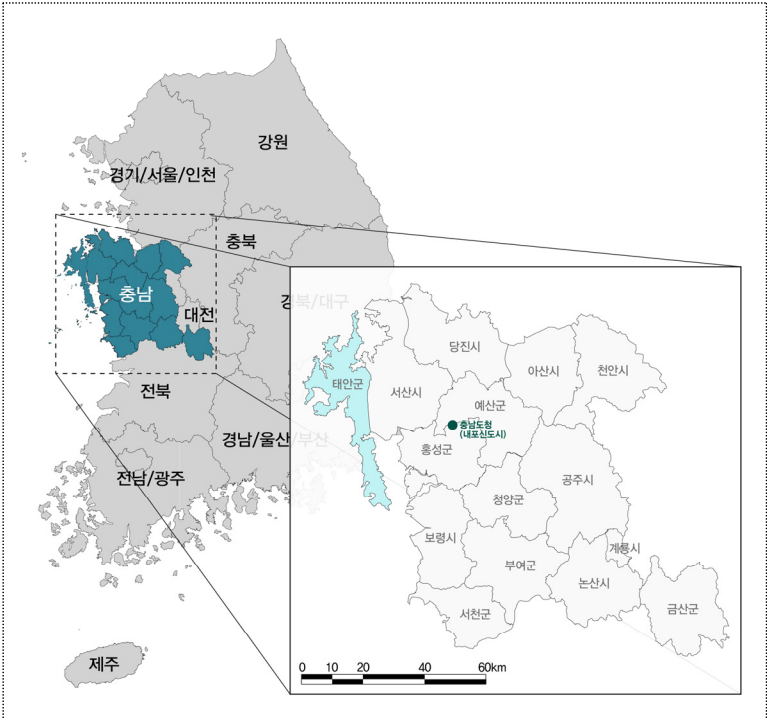 강원
경기/서울/인천
충북
충남
대전
경북/대구
전북
경남/울산/부산
전남/광주
제주
당진시
아산시
천안시
태안군
서산시
예산군
충남도청
(내포신도시)
홍성군
공주시
청양군
보령시
계룡시
부여군
논산시
금산군
서천군
0 10 20 40 60km